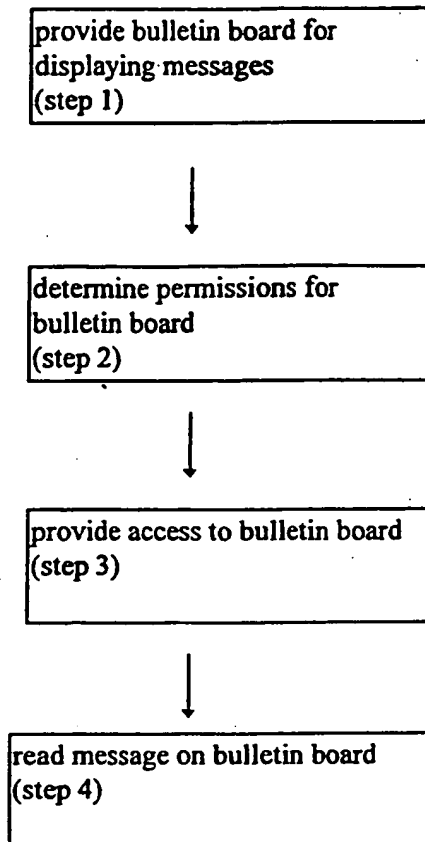 provide bulletin board for
displaying messages
(step 1)
determine permissions for
bulletin board
(step 2)
provide access to bulletin board
(step 3)
read message on bulletin board
(step 4)